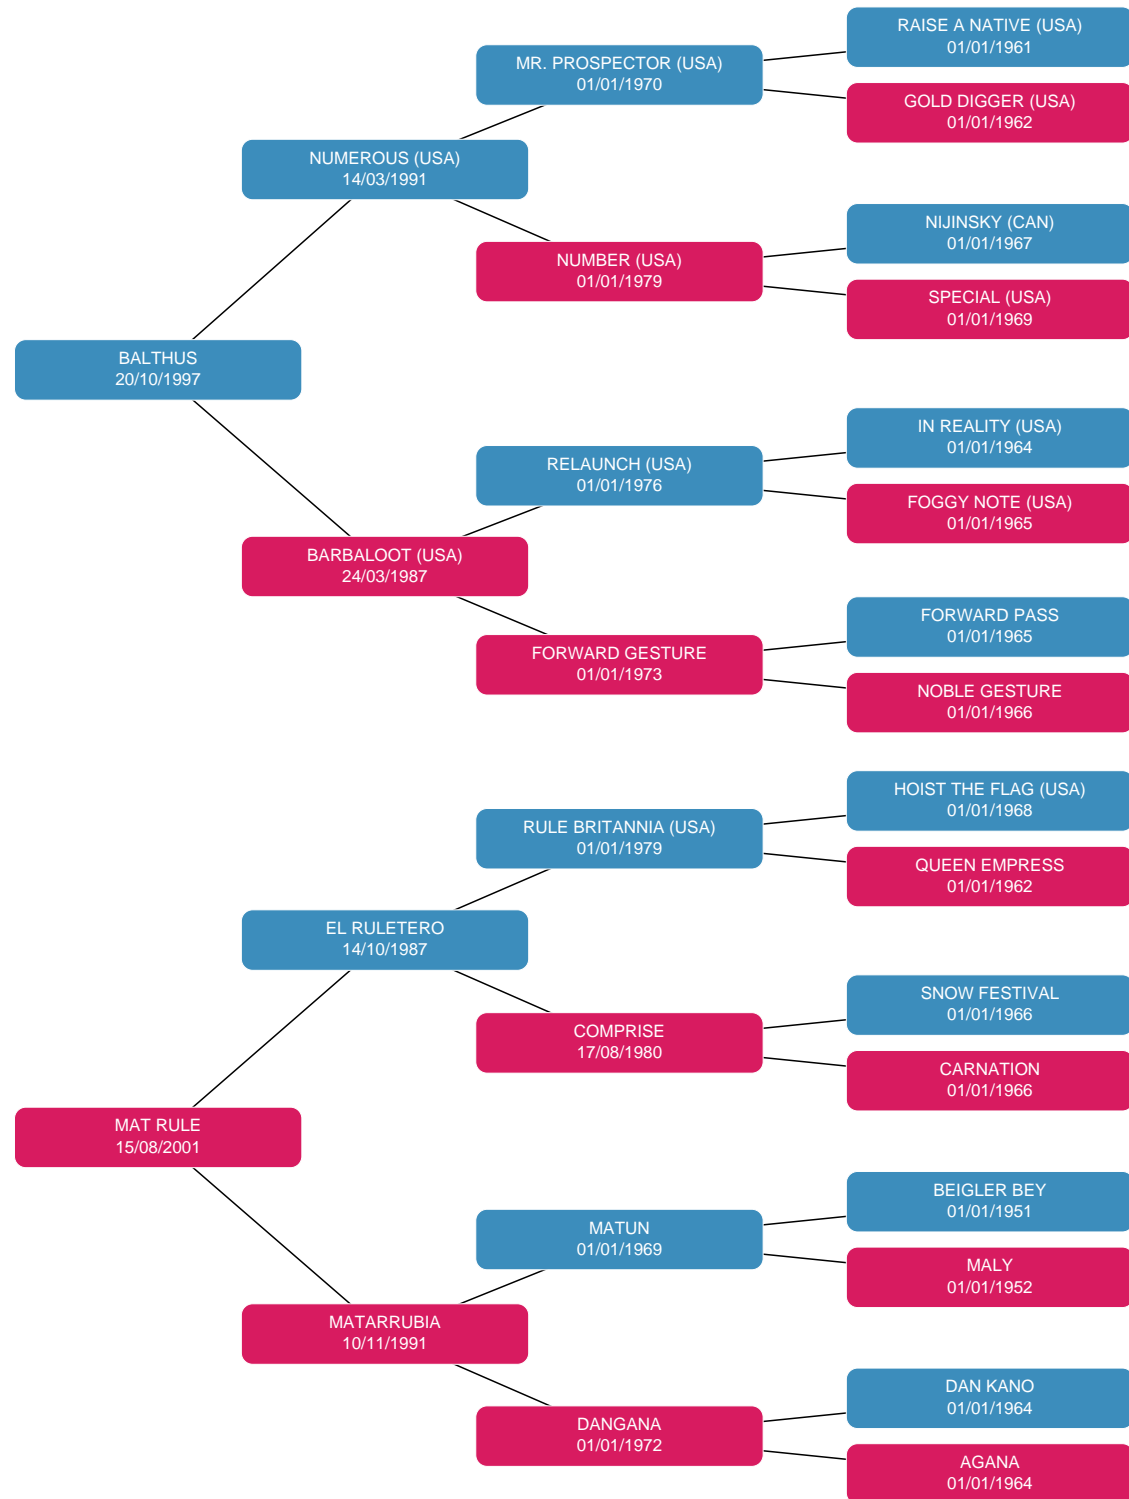 RAISE A NATIVE (USA)
01/01/1961
MR. PROSPECTOR (USA)
01/01/1970
GOLD DIGGER (USA)
01/01/1962
NUMEROUS (USA)
14/03/1991
NIJINSKY (CAN)
01/01/1967
NUMBER (USA)
01/01/1979
SPECIAL (USA)
01/01/1969
BALTHUS
20/10/1997
IN REALITY (USA)
01/01/1964
RELAUNCH (USA)
01/01/1976
FOGGY NOTE (USA)
01/01/1965
BARBALOOT (USA)
24/03/1987
FORWARD PASS
01/01/1965
FORWARD GESTURE
01/01/1973
NOBLE GESTURE
01/01/1966
HOIST THE FLAG (USA)
01/01/1968
RULE BRITANNIA (USA)
01/01/1979
QUEEN EMPRESS
01/01/1962
EL RULETERO
14/10/1987
SNOW FESTIVAL
01/01/1966
COMPRISE
17/08/1980
CARNATION
01/01/1966
MAT RULE
15/08/2001
BEIGLER BEY
01/01/1951
MATUN
01/01/1969
MALY
01/01/1952
MATARRUBIA
10/11/1991
DAN KANO
01/01/1964
DANGANA
01/01/1972
AGANA
01/01/1964